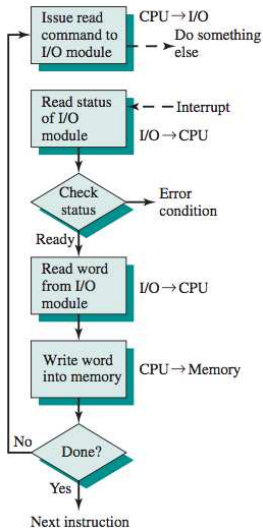 Issue read
command to
I/O module
CPU → I/O
Do something
else
Read status
of I/O
module
Interrupt
I/O → CPU
Check
status
Error
condition
Ready
Read word
from I/O
module
I/O → CPU
Write word
into memory
CPU → Memory
No
Done?
Yes
Next instruction